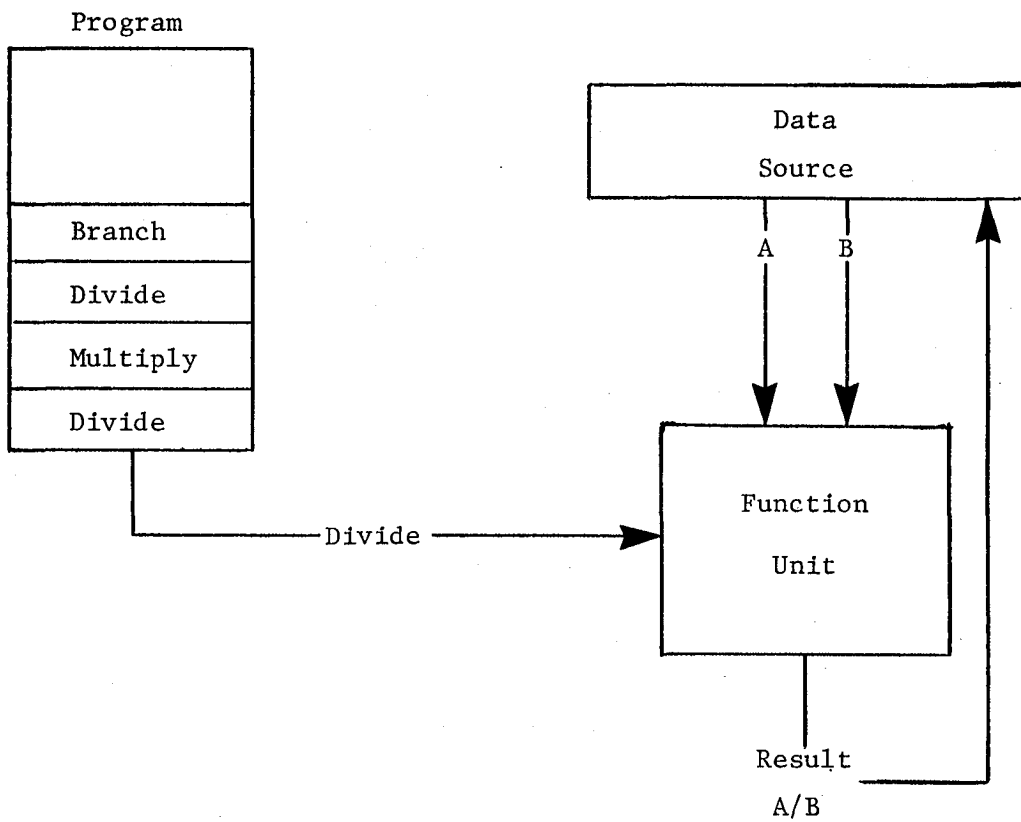 Program
Branch
Divide
Multiply
Divide
Data
Source
A B
Divide
Function
Unit
Result
A/B